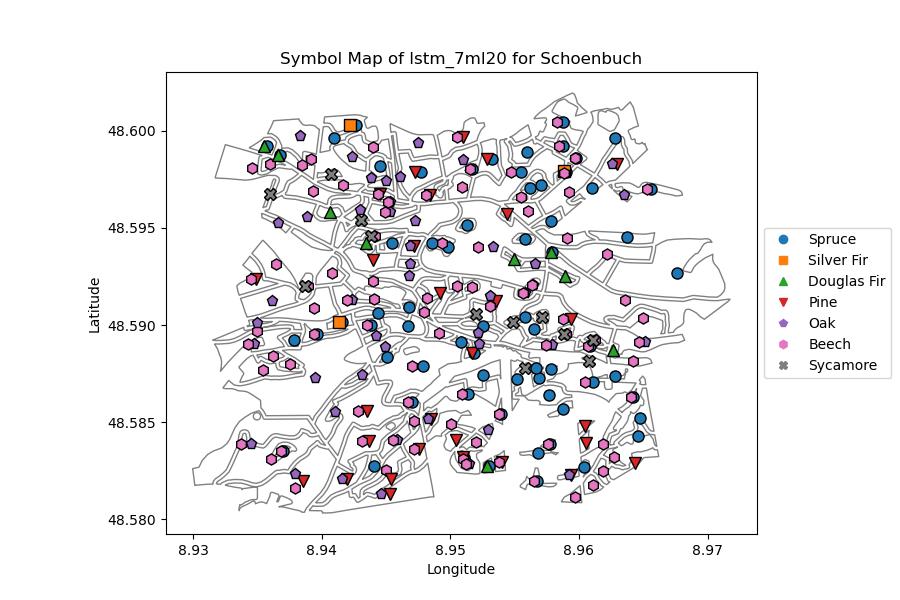 Symbol Map of lstm_7ml20 for Schoenbuch
Latitude
48.600
48.595
48.590
48.585
48.580
8.93 8.94 8.95 8.96 8.97
Longitude
Spruce
Silver Fir
Douglas Fir
Pine
Oak
Beech
Sycamore